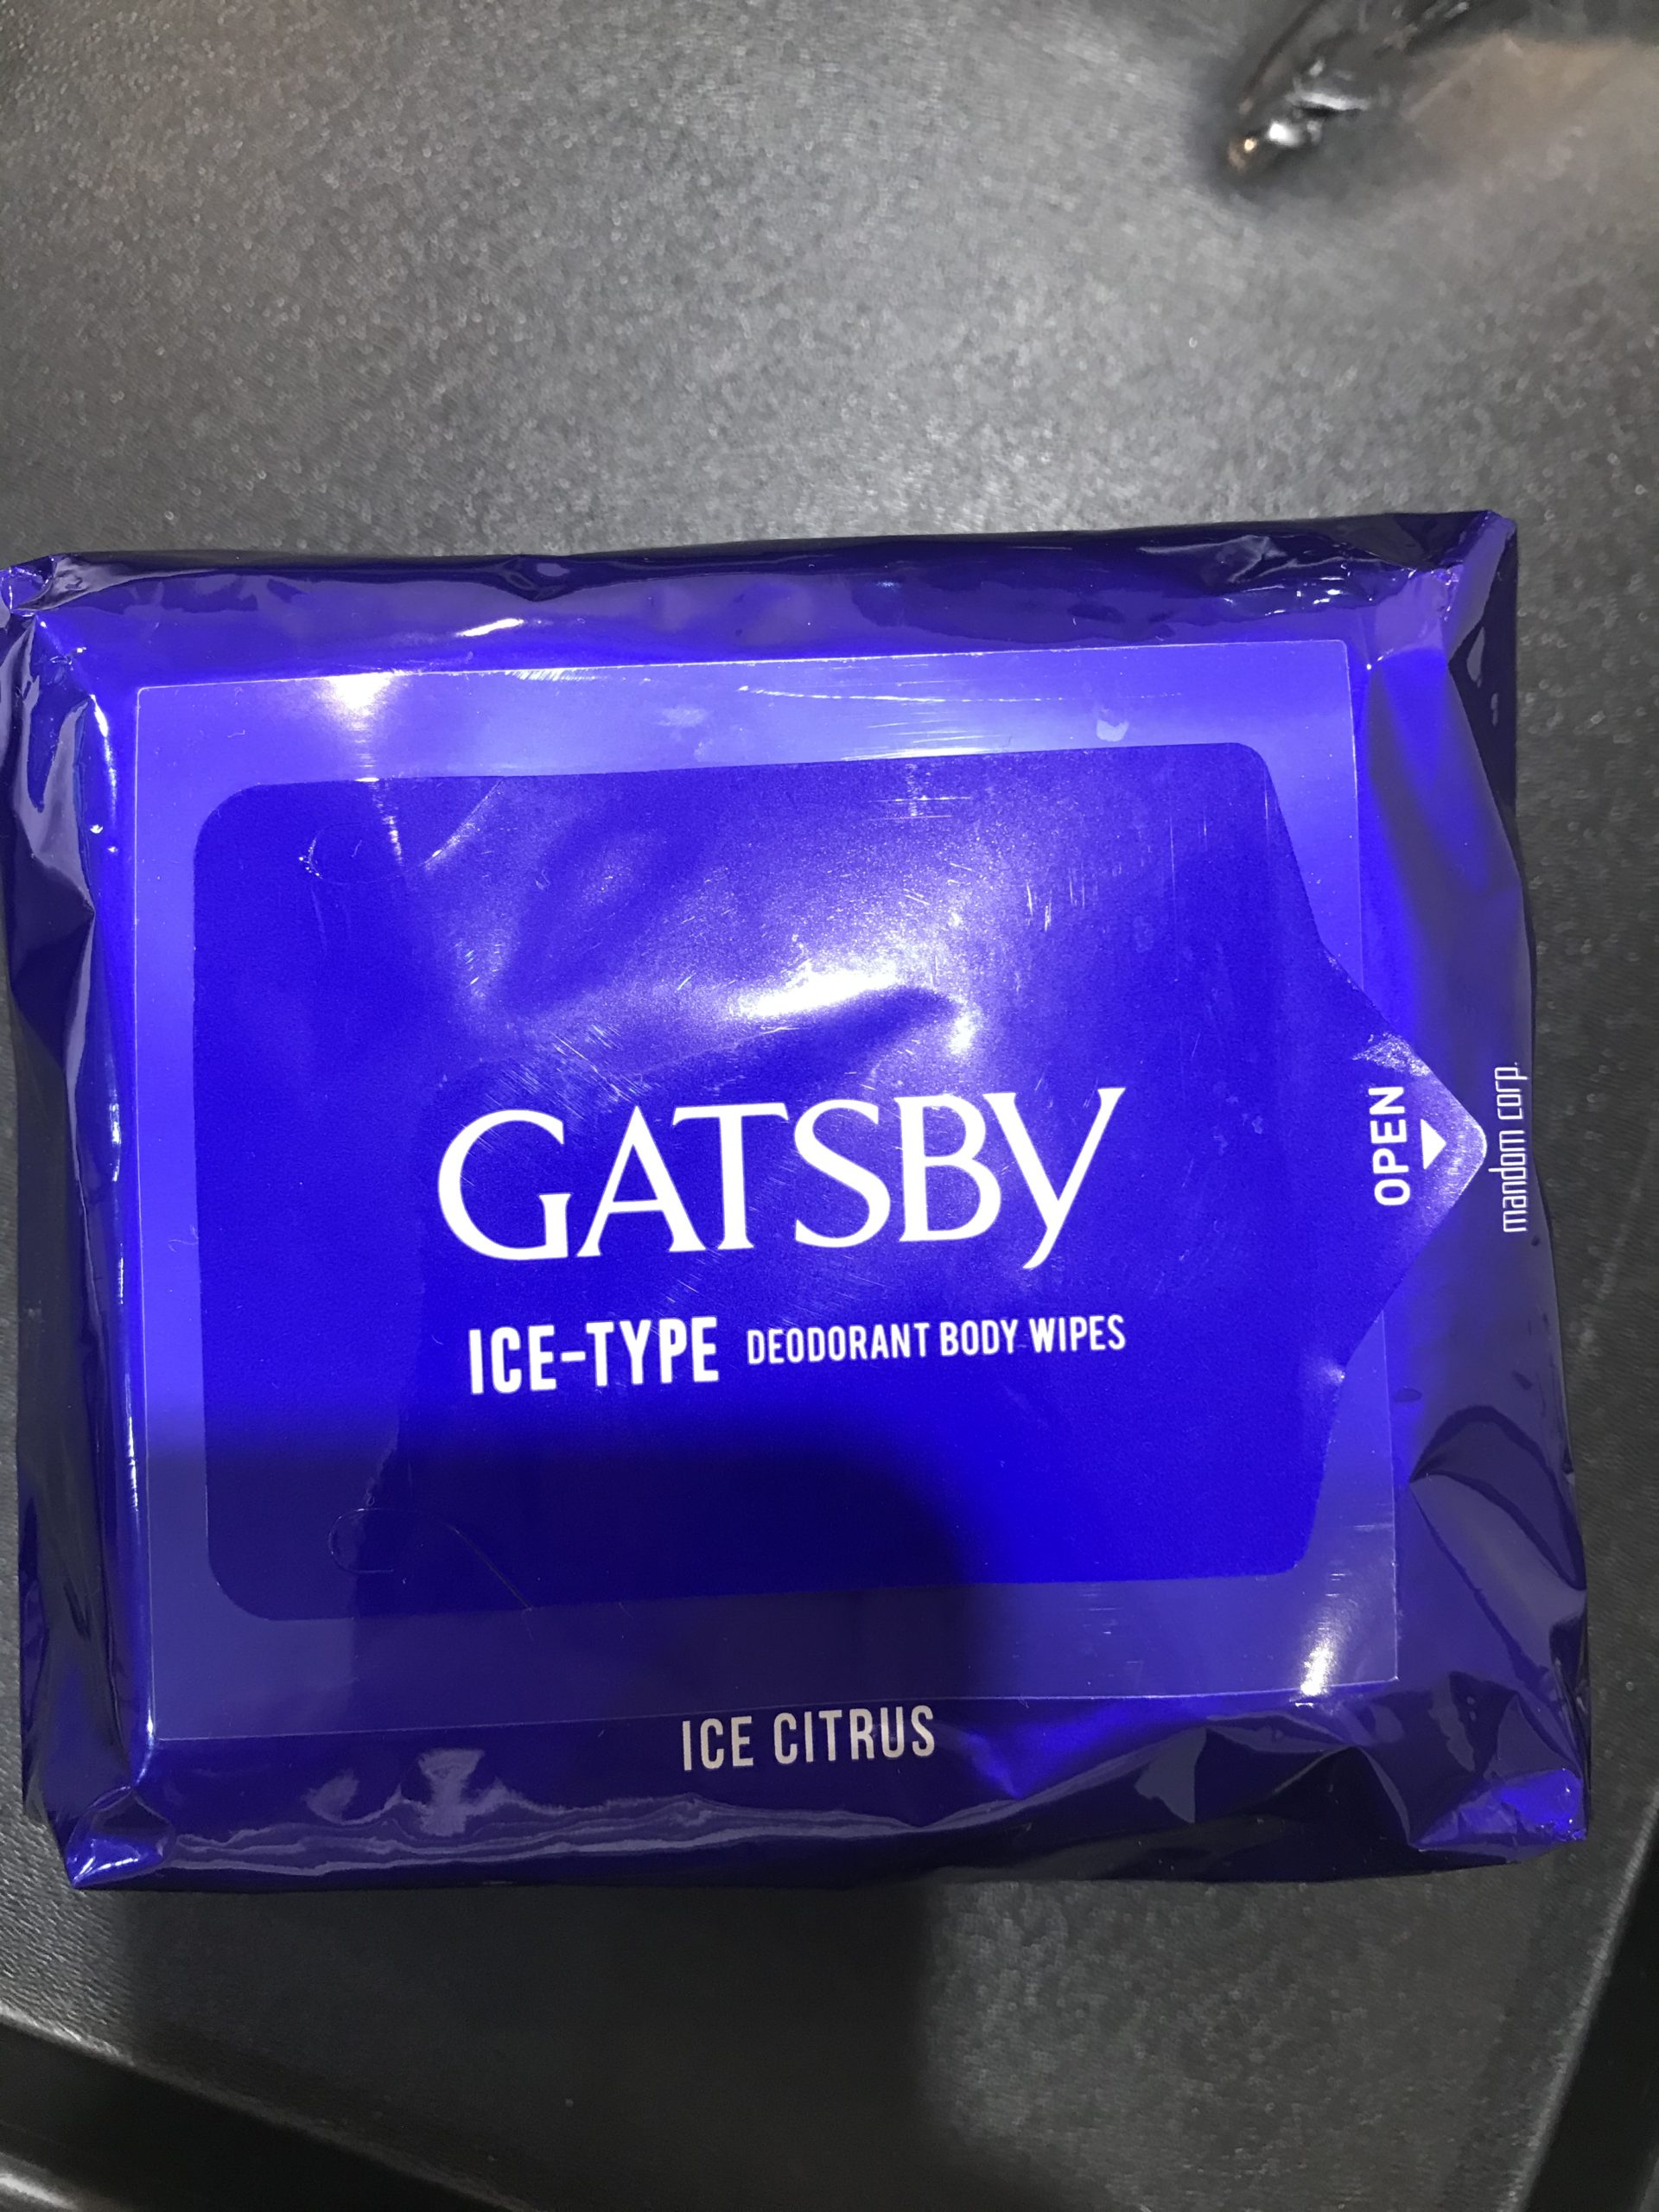 GATSBY
ICE-TYPE DEODORANT BODY WIPES
OPEN
mandom corp.
ICE CITRUS